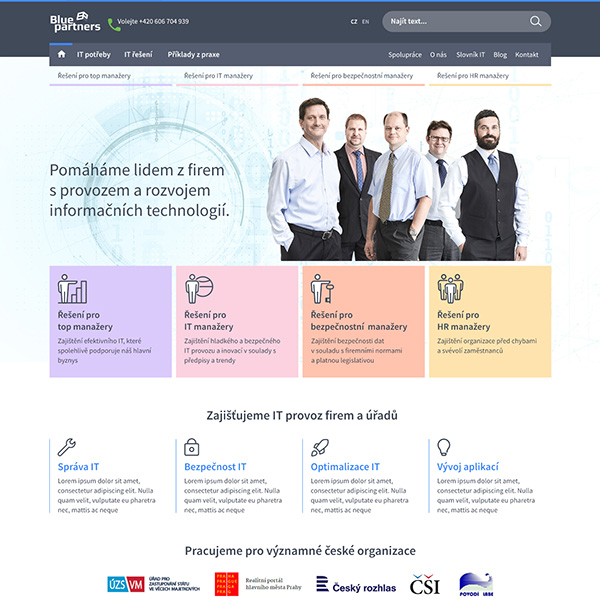 Blue partners
Volejte +420 606 704 939
CZ EN
Najít text...
IT potřeby IT řešení Příklady z praxe
Spolupráce O nás Slovník IT Blog Kontakt
Řešení pro top manažery
Řešení pro IT manažery
Řešení pro bezpečnostní manažery
Řešení pro HR manažery
Pomáháme lidem z firem
s provozem a rozvojem
informačních technologií.
Řešení pro
top manažery
Zajištění efektivního IT, které
spolehlivě podporuje náš hlavní
byznys
Řešení pro
IT manažery
Zajištění hladkého a bezpečného
IT provozu a inovací v souladu s
předpisy a trendy
Řešení pro
bezpečnostní manažery
Zajištění bezpečnosti dat
v souladu s firemními normami
a platnou legislativou
Řešení pro
HR manažery
Zajištění organizace před chybami
a svévolí zaměstnanců
Zajišťujeme IT provoz firem a úřadů
Správa IT
Lorem ipsum dolor sit amet,
consectetur adipiscing elit. Nulla
quam velit, vulputate eu pharetra
nec, mattis ac neque
Bezpečnost IT
Lorem ipsum dolor sit amet,
consectetur adipiscing elit. Nulla
quam velit, vulputate eu pharetra
nec, mattis ac neque
Optimalizace IT
Lorem ipsum dolor sit amet,
consectetur adipiscing elit. Nulla
quam velit, vulputate eu pharetra
nec, mattis ac neque
Vývoj aplikací
Lorem ipsum dolor sit amet,
consectetur adipiscing elit. Nulla
quam velit, vulputate eu pharetra
nec, mattis ac neque
Pracujeme pro významné české organizace
ÚZSVM
ÚŘAD PRO
ZASTUPOVÁNÍ STÁTU
VE VĚCECH MAJETKOVÝCH
PRAHA
PRAGUE
PRAGA
PRAG
Realitní portál
hlavního města Prahy
Český rozhlas
ČŠI
POVODÍ LABE